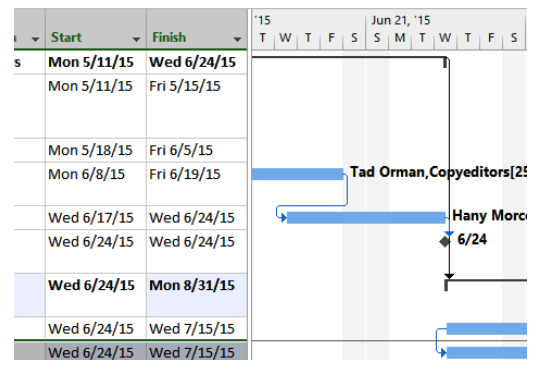 '15 Jun 21, '15
Start Finish T W T F S S M T W T F S
s Mon 5/11/15 Wed 6/24/15
Mon 5/11/15 Fri 5/15/15
Mon 5/18/15 Fri 6/5/15
Mon 6/8/15 Fri 6/19/15 Tad Orman,Copyeditors[25
Wed 6/17/15 Wed 6/24/15 Hany Morc
Wed 6/24/15 Wed 6/24/15 6/24
Wed 6/24/15 Mon 8/31/15
Wed 6/24/15 Wed 7/15/15
Wed 6/24/15 Wed 7/15/15